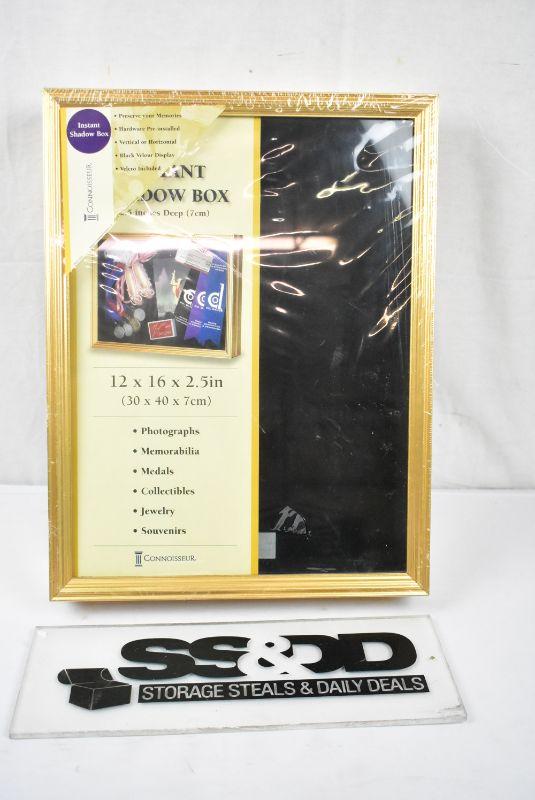 Instant
Shadow Box
CONNOISSEUR
• Preserve your Memories
• Hardware Pre-installed
• Vertical or Horizontal
• Black Velour Display
• Velcro Included
ANT
DOW BOX
inches Deep (7cm)
12 x 16 x 2.5in
(30 x 40 x 7cm)
• Photographs
• Memorabilia
• Medals
• Collectibles
• Jewelry
• Souvenirs
CONNOISSEUR
SS&DD
STORAGE STEALS & DAILY DEALS